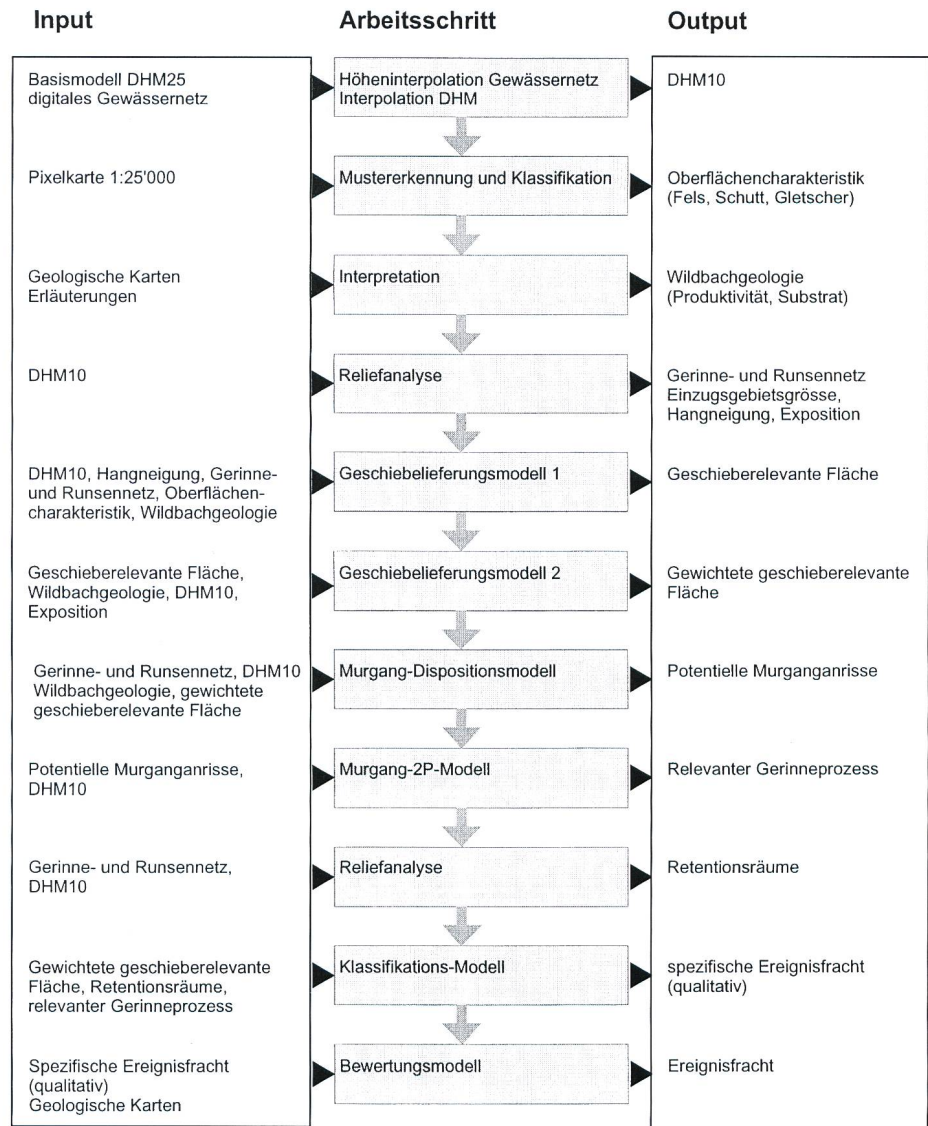 Input
Arbeitsschritt
Output
Basismodell DHM25
digitales Gewässernetz
Höheninterpolation Gewässernetz
Interpolation DHM
DHM10
Pixelkarte 1:25'000
Mustererkennung und Klassifikation
Oberflächencharakteristik
(Fels, Schutt, Gletscher)
Geologische Karten
Erläuterungen
Interpretation
Wildbachgeologie
(Produktivität, Substrat)
DHM10
Reliefanalyse
Gerinne- und Runsennetz
Einzugsgebietsgrösse,
Hangneigung, Exposition
DHM10, Hangneigung, Gerinne-
und Runsennetz, Oberflächen-
charakteristik, Wildbachgeologie
Geschiebelieferungsmodell 1
Geschieberelevante Fläche
Geschieberelevante Fläche,
Wildbachgeologie, DHM10,
Exposition
Geschiebelieferungsmodell 2
Gewichtete geschieberelevante
Fläche
Gerinne- und Runsennetz, DHM10
Wildbachgeologie, gewichtete
geschieberelevante Fläche
Murgang-Dispositionsmodell
Potentielle Murganganrisse
Potentielle Murganganrisse,
DHM10
Murgang-2P-Modell
Relevanter Gerinneprozess
Gerinne- und Runsennetz,
DHM10
Reliefanalyse
Retentionsräume
Gewichtete geschieberelevante
Fläche, Retentionsräume,
relevanter Gerinneprozess
Klassifikations-Modell
spezifische Ereignisfracht
(qualitativ)
Spezifische Ereignisfracht
(qualitativ)
Geologische Karten
Bewertungsmodell
Ereignisfracht